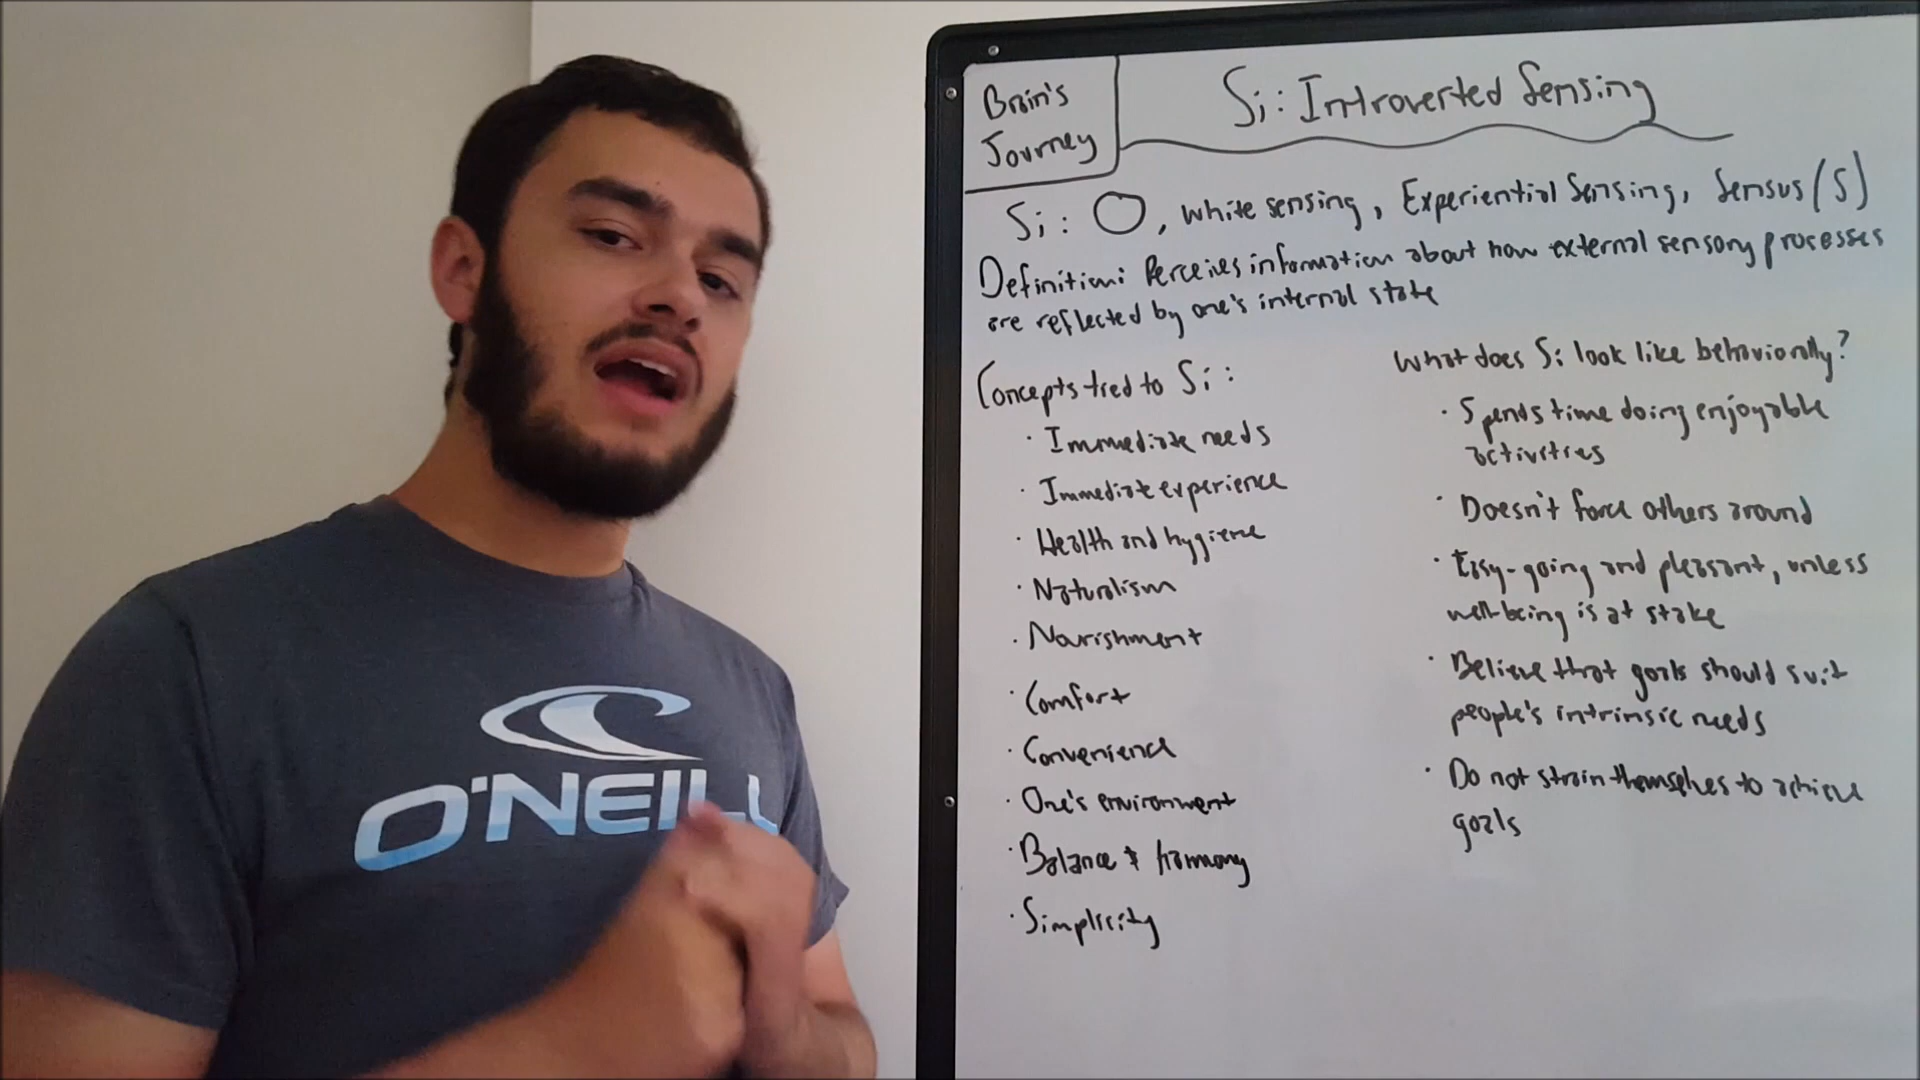 Brain's
Journey
Si: Introverted Sensing
Si: O, white sensing, Experiential Sensing, Sensus (S)
Definition: Perceives information about how external sensory processes
are reflected by one's internal state
Concepts tied to Si:
· Immediate needs
· Immediate experience
· Health and hygiene
· Naturalism
· Nourishment
· Comfort
· Convenience
· One's environment
· Balance & harmony
· Simplicity
What does Si look like behaviorally?
· Spends time doing enjoyable
activities
· Doesn't force others around
· Easy-going and pleasant, unless
well-being is at stake
· Believe that goals should suit
people's intrinsic needs
· Do not strain themselves to achieve
goals
O'NEILL